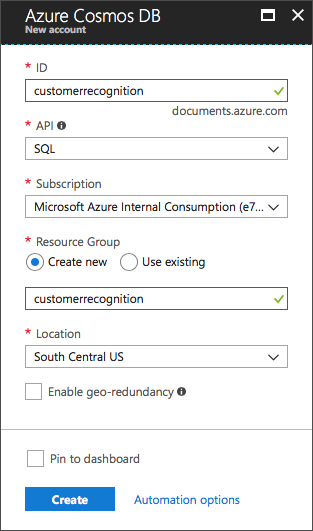 Azure Cosmos DB
New account
* ID
customerrecognition
documents.azure.com
* API
SQL
* Subscription
Microsoft Azure Internal Consumption (e7...
* Resource Group
Create new Use existing
customerrecognition
* Location
South Central US
Enable geo-redundancy
Pin to dashboard
Create Automation options